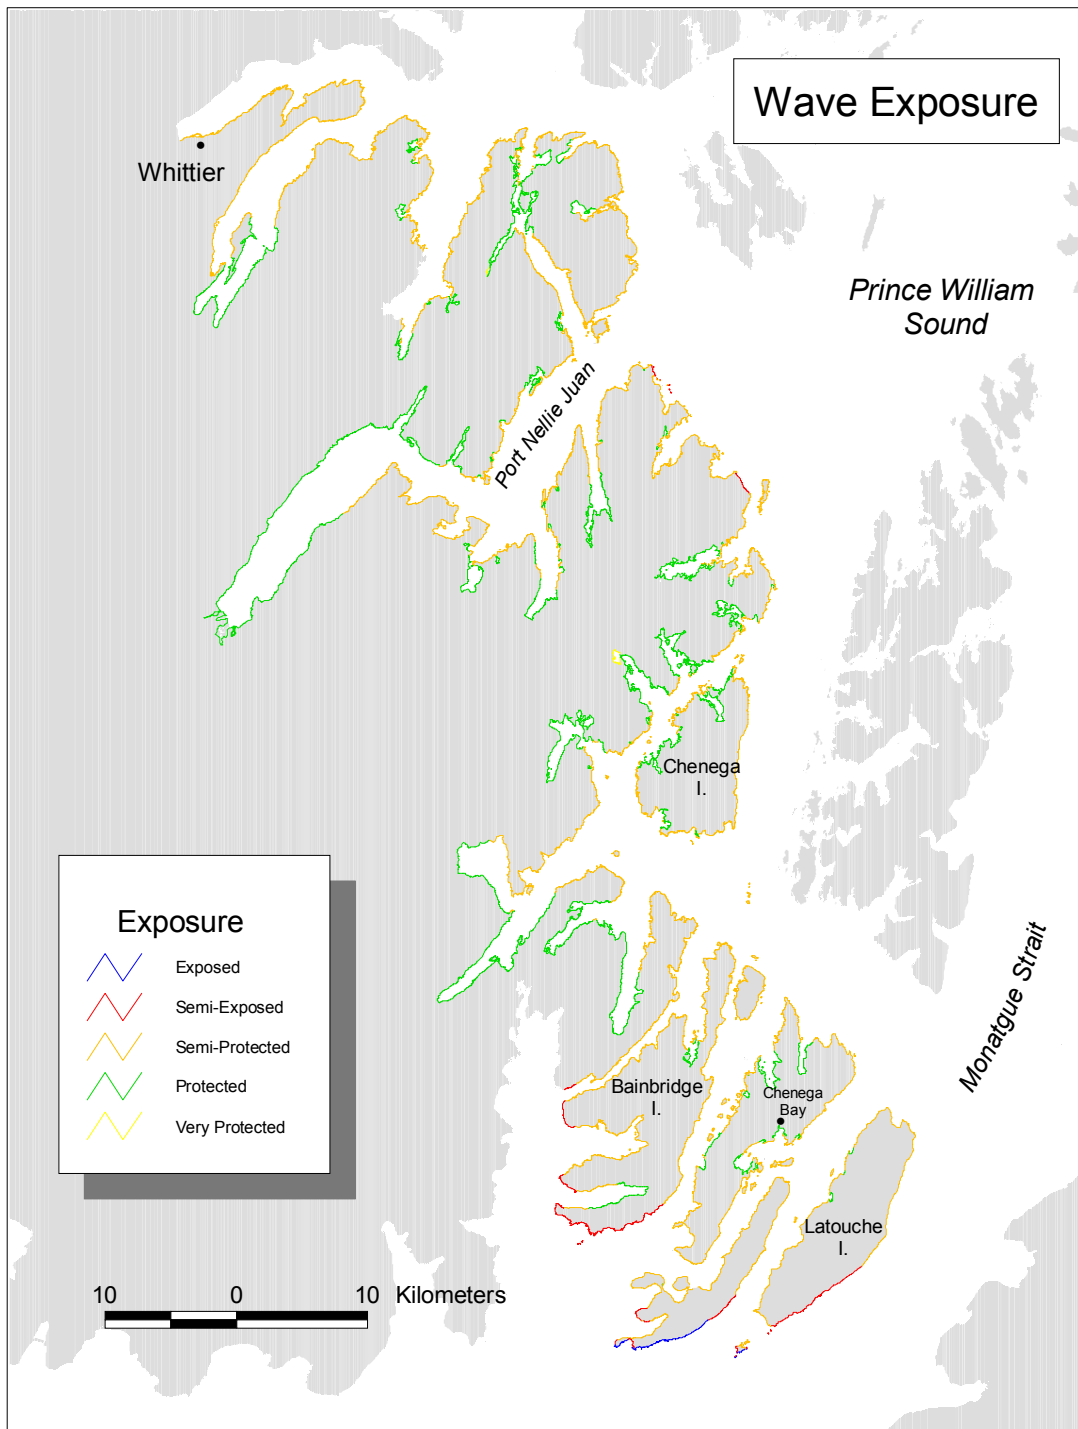 Wave Exposure
Whittier
Prince William
Sound
Port Nellie Juan
Chenega
I.
Exposure
Exposed
Semi-Exposed
Semi-Protected
Protected
Very Protected
Monatgue Strait
Bainbridge
I.
Chenega
Bay
Latouche
I.
10 0 10 Kilometers